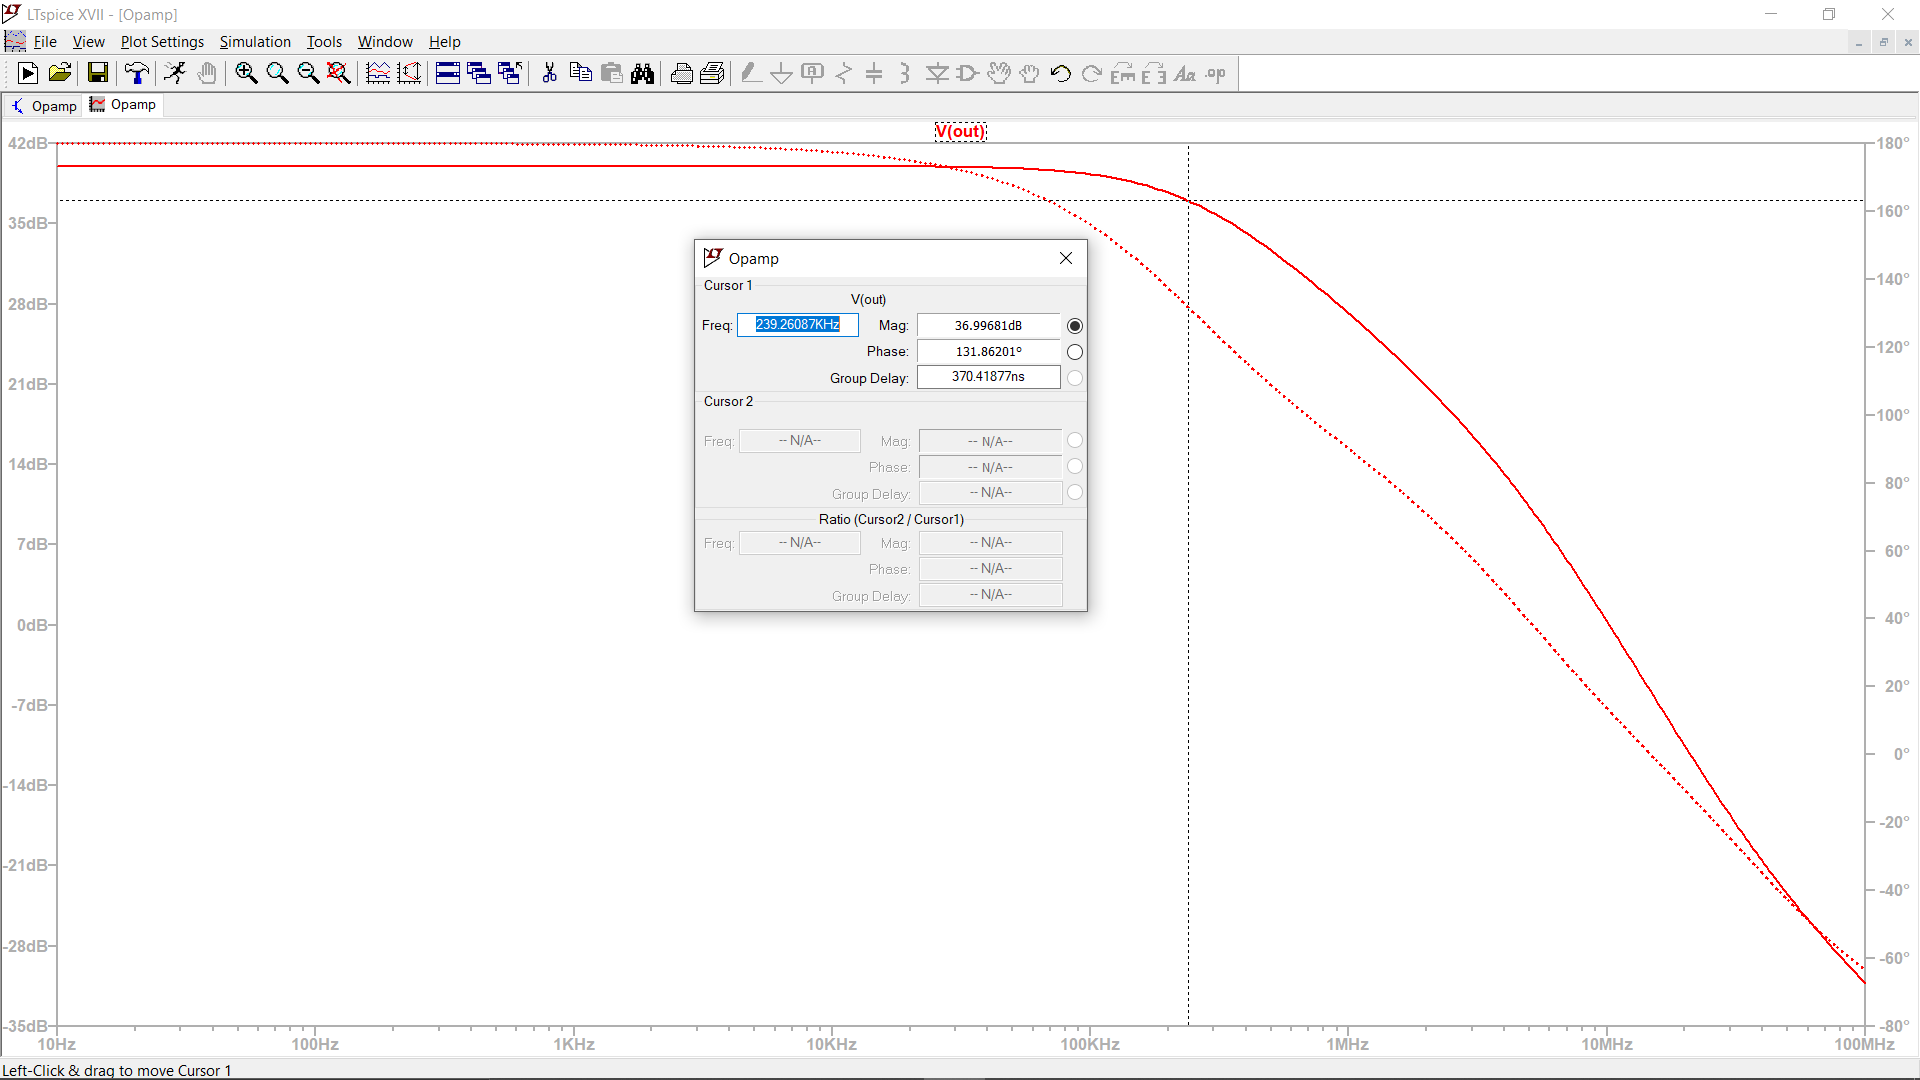 LTspice XVII - [Opamp]
File View Plot Settings Simulation Tools Window Help
Aa .op
Opamp Opamp
V(out)
42dB 180°
35dB 160°
140°
28dB
120°
21dB
100°
14dB
80°
7dB 60°
0dB 40°
20°
-7dB
0°
-14dB
-20°
-21dB
-40°
-28dB
-60°
-35dB -80°
10Hz 100Hz 1KHz 10KHz 100KHz 1MHz 10MHz 100MHz
Opamp
Cursor 1
V(out)
Freq: 239.26087KHz Mag: 36.99681dB
Phase: 131.86201°
Group Delay: 370.41877ns
Cursor 2
Freq: -- N/A-- Mag: -- N/A--
Phase: -- N/A--
Group Delay: -- N/A--
Ratio (Cursor2 / Cursor1)
Freq: -- N/A-- Mag: -- N/A--
Phase: -- N/A--
Group Delay: -- N/A--
Left-Click & drag to move Cursor 1